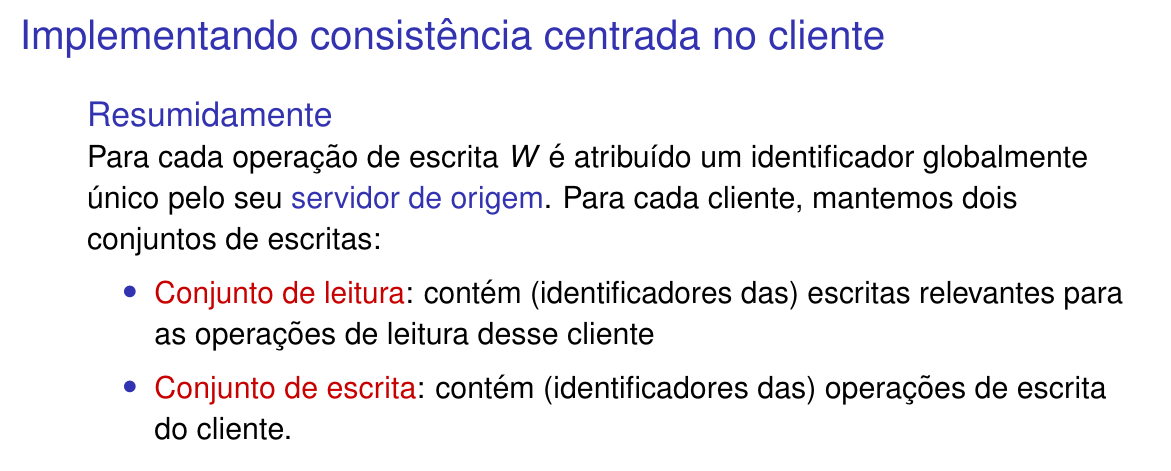 Implementando consistência centrada no cliente
Resumidamente
Para cada operação de escrita W é atribuído um identificador globalmente
único pelo seu servidor de origem. Para cada cliente, mantemos dois
conjuntos de escritas:
• Conjunto de leitura: contém (identificadores das) escritas relevantes para
as operações de leitura desse cliente
• Conjunto de escrita: contém (identificadores das) operações de escrita
do cliente.